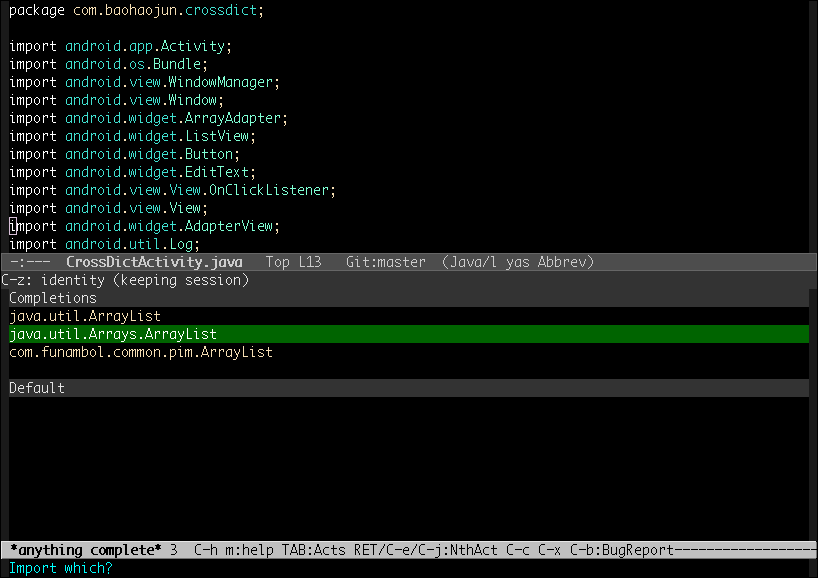 package com.baohaojun.crossdict;
import android.app.Activity;
import android.os.Bundle;
import android.view.WindowManager;
import android.view.Window;
import android.widget.ArrayAdapter;
import android.widget.ListView;
import android.widget.Button;
import android.widget.EditText;
import android.view.View.OnClickListener;
import android.view.View;
import android.widget.AdapterView;
import android.util.Log;
-:--- CrossDictActivity.java Top L13 Git:master (Java/l yas Abbrev)
C-z: identity (keeping session)
Completions
java.util.ArrayList
java.util.Arrays.ArrayList
com.funambol.common.pim.ArrayList
Default
*anything complete* 3 C-h m:help TAB:Acts RET/C-e/C-j:NthAct C-c C-x C-b:BugReport------------------
Import which?